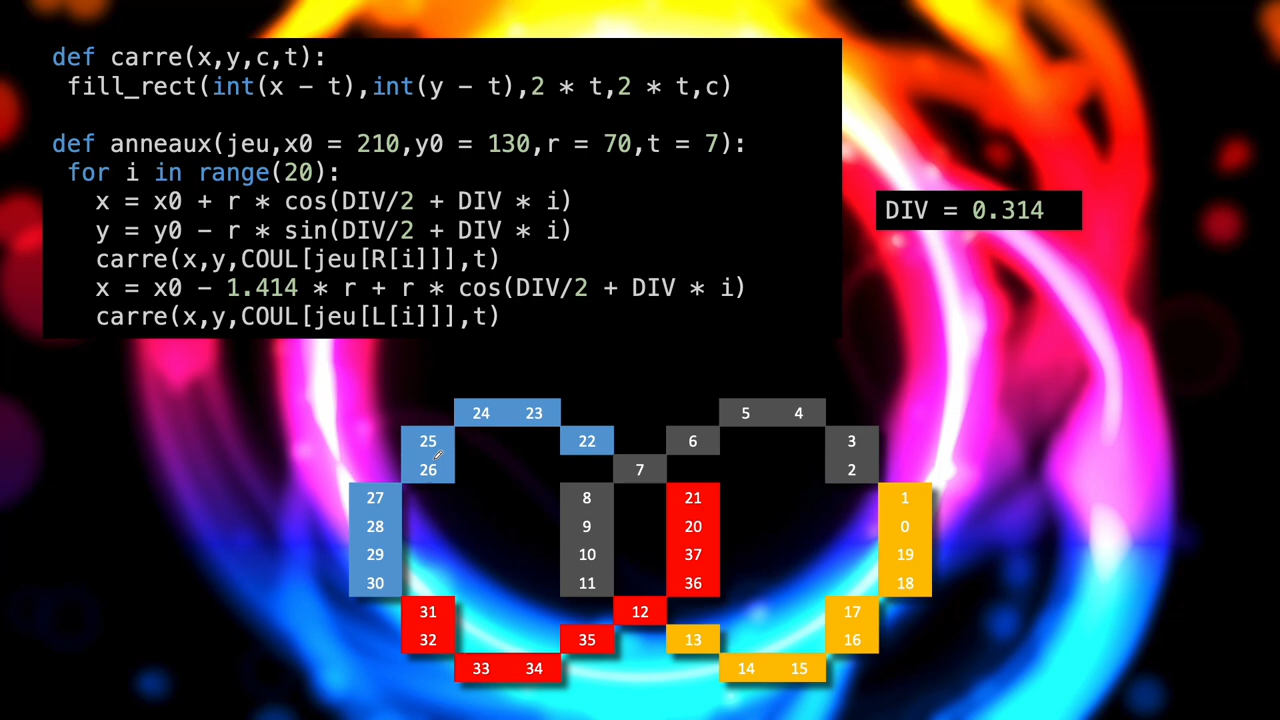 def carre(x,y,c,t):
fill_rect(int(x - t),int(y - t),2 * t,2 * t,c)
def anneaux(jeu,x0 = 210,y0 = 130,r = 70,t = 7):
for i in range(20):
x = x0 + r * cos(DIV/2 + DIV * i)
y = y0 - r * sin(DIV/2 + DIV * i)
carre(x,y,COUL[jeu[R[i]]],t)
x = x0 - 1.414 * r + r * cos(DIV/2 + DIV * i)
carre(x,y,COUL[jeu[L[i]]],t)
DIV = 0.314
24 23 5 4
25 22 6 3
26 7 2
27 8 21 1
28 9 20 0
29 10 37 19
30 11 36 18
31 12 17
32 35 13 16
33 34 14 15